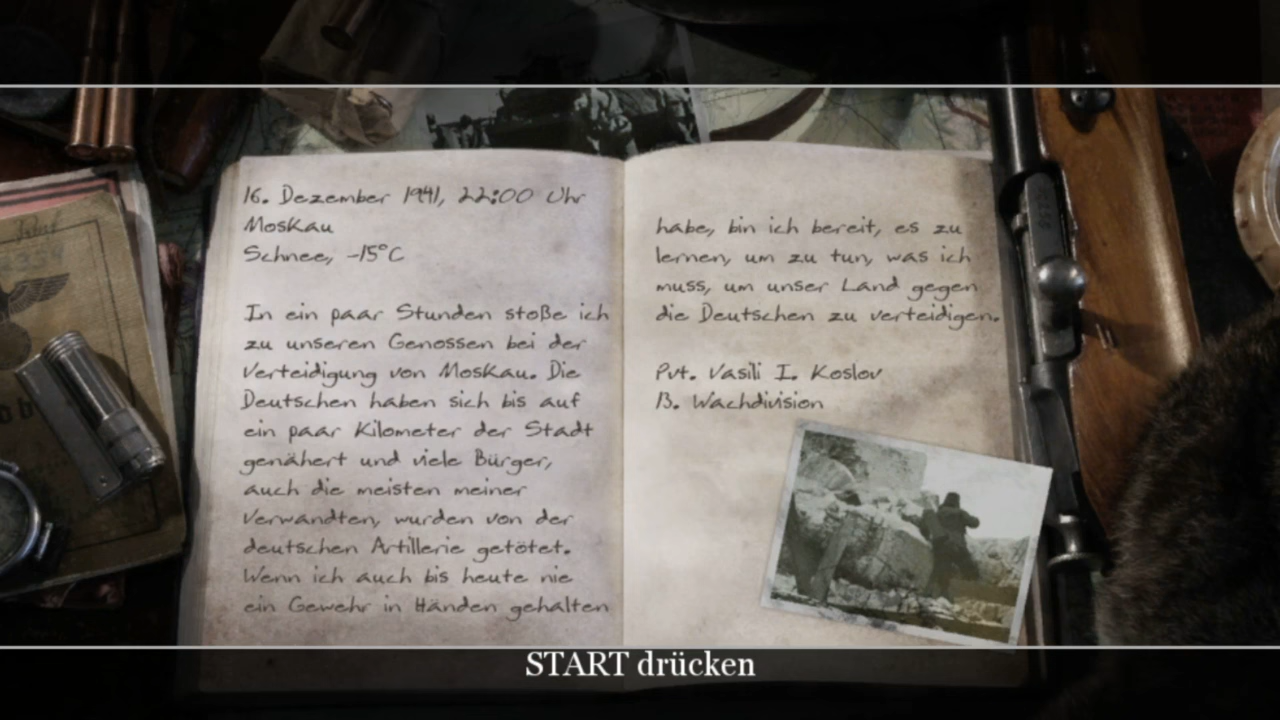 16. Dezember 1941, 22:00 Uhr
Moskau
Schnee, -15°C
In ein paar Stunden stoße ich
zu unseren Genossen bei der
Verteidigung von Moskau. Die
Deutschen haben sich bis auf
ein paar Kilometer der Stadt
genähert und viele Bürger,
auch die meisten meiner
Verwandten, wurden von der
deutschen Artillerie getötet.
Wenn ich auch bis heute nie
ein Gewehr in Händen gehalten
habe, bin ich bereit, es zu
lernen, um zu tun, was ich
muss, um unser Land gegen
die Deutschen zu verteidigen.
Pvt. Vasili I. Koslov
13. Wachdivision
START drücken